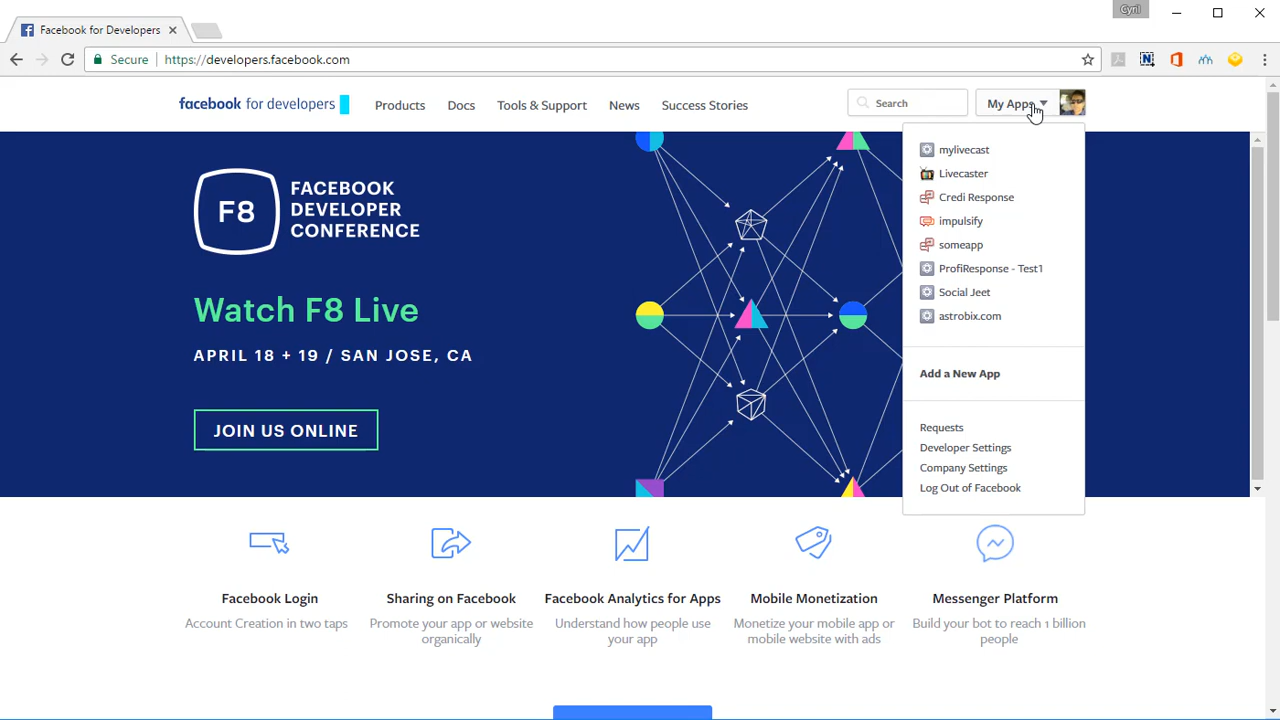 Cyril
Facebook for Developers
Secure
https://developers.facebook.com
facebook for developers
Products
Docs
Tools & Support
News
Success Stories
Search
My Apps
mylivecast
Livecaster
Credi Response
impulsify
someapp
ProfiResponse - Test1
Social Jeet
astrobix.com
Add a New App
Requests
Developer Settings
Company Settings
Log Out of Facebook
F8
FACEBOOK
DEVELOPER
CONFERENCE
Watch F8 Live
APRIL 18 + 19 / SAN JOSE, CA
JOIN US ONLINE
Facebook Login
Account Creation in two taps
Sharing on Facebook
Promote your app or website
organically
Facebook Analytics for Apps
Understand how people use
your app
Mobile Monetization
Monetize your mobile app or
mobile website with ads
Messenger Platform
Build your bot to reach 1 billion
people